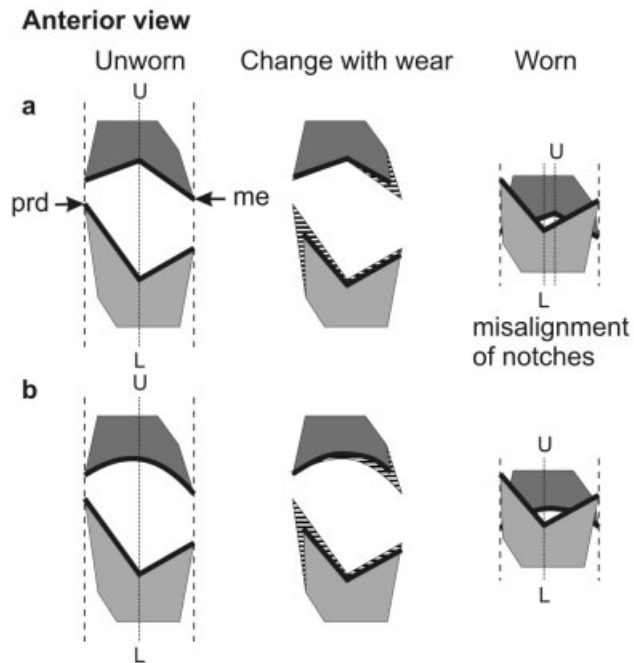 Anterior view
Unworn Change with wear Worn
a
U
U
prd
me
L
L
misalignment
of notches
b
U
U
L
L